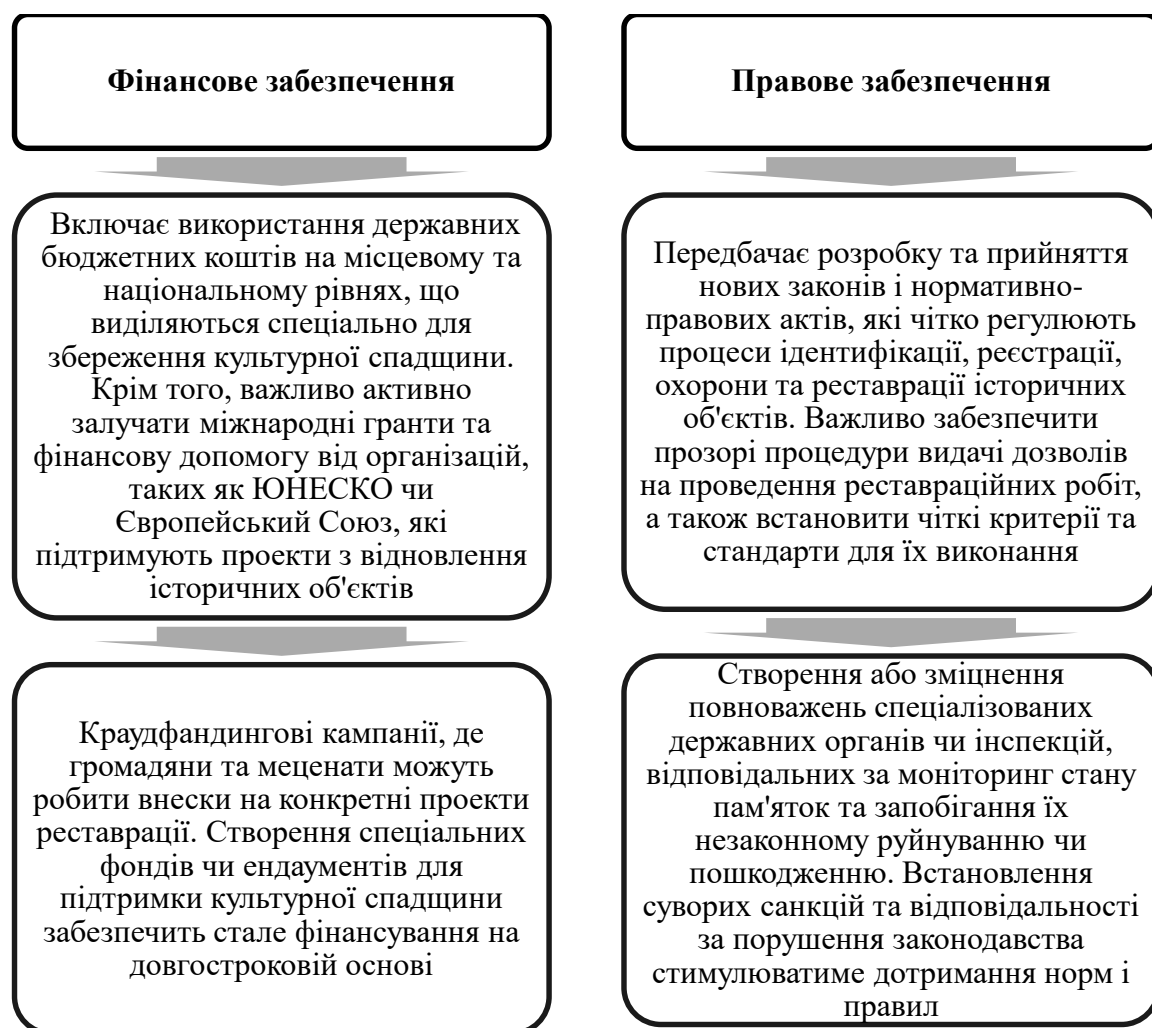 Фінансове забезпечення
Включає використання державних
бюджетних коштів на місцевому та
національному рівнях, що
виділяються спеціально для
збереження культурної спадщини.
Крім того, важливо активно
залучати міжнародні гранти та
фінансову допомогу від організацій,
таких як ЮНЕСКО чи
Європейський Союз, які
підтримують проекти з відновлення
історичних об'єктів
Краудфандингові кампанії, де
громадяни та меценати можуть
робити внески на конкретні проекти
реставрації. Створення спеціальних
фондів чи ендаументів для
підтримки культурної спадщини
забезпечить стале фінансування на
довгостроковій основі
Правове забезпечення
Передбачає розробку та прийняття
нових законів і нормативно-
правових актів, які чітко регулюють
процеси ідентифікації, реєстрації,
охорони та реставрації історичних
об'єктів. Важливо забезпечити
прозорі процедури видачі дозволів
на проведення реставраційних робіт,
а також встановити чіткі критерії та
стандарти для їх виконання
Створення або зміцнення
повноважень спеціалізованих
державних органів чи інспекцій,
відповідальних за моніторинг стану
пам'яток та запобігання їх
незаконному руйнуванню чи
пошкодженню. Встановлення
суворих санкцій та відповідальності
за порушення законодавства
стимулюватиме дотримання норм і
правил